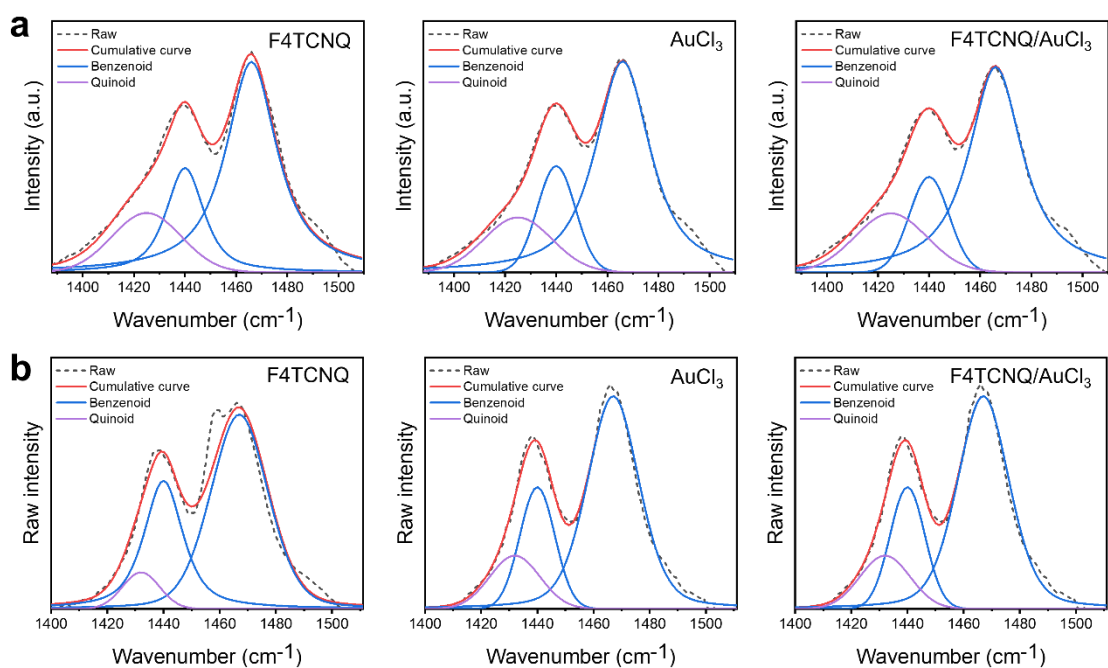 a
F4TCNQ
Raw
Cumulative curve
Benzenoid
Quinoid
Intensity (a.u.)
1400 1420 1440 1460 1480 1500
Wavenumber (cm⁻¹)
AuCl₃
Raw
Cumulative curve
Benzenoid
Quinoid
Intensity (a.u.)
1400 1420 1440 1460 1480 1500
Wavenumber (cm⁻¹)
F4TCNQ/AuCl₃
Raw
Cumulative curve
Benzenoid
Quinoid
Intensity (a.u.)
1400 1420 1440 1460 1480 1500
Wavenumber (cm⁻¹)
b
F4TCNQ
Raw
Cumulative curve
Benzenoid
Quinoid
Raw intensity
1400 1420 1440 1460 1480 1500
Wavenumber (cm⁻¹)
AuCl₃
Raw
Cumulative curve
Benzenoid
Quinoid
Raw intensity
1400 1420 1440 1460 1480 1500
Wavenumber (cm⁻¹)
F4TCNQ/AuCl₃
Raw
Cumulative curve
Benzenoid
Quinoid
Raw intensity
1400 1420 1440 1460 1480 1500
Wavenumber (cm⁻¹)